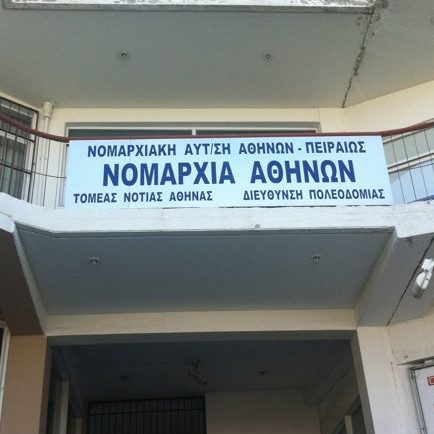 ΝΟΜΑΡΧΙΑΚΗ ΑΥΤ/ΣΗ ΑΘΗΝΩΝ - ΠΕΙΡΑΙΩΣ
ΝΟΜΑΡΧΙΑ ΑΘΗΝΩΝ
ΤΟΜΕΑΣ ΝΟΤΙΑΣ ΑΘΗΝΑΣ ΔΙΕΥΘΥΝΣΗ ΠΟΛΕΟΔΟΜΙΑΣ